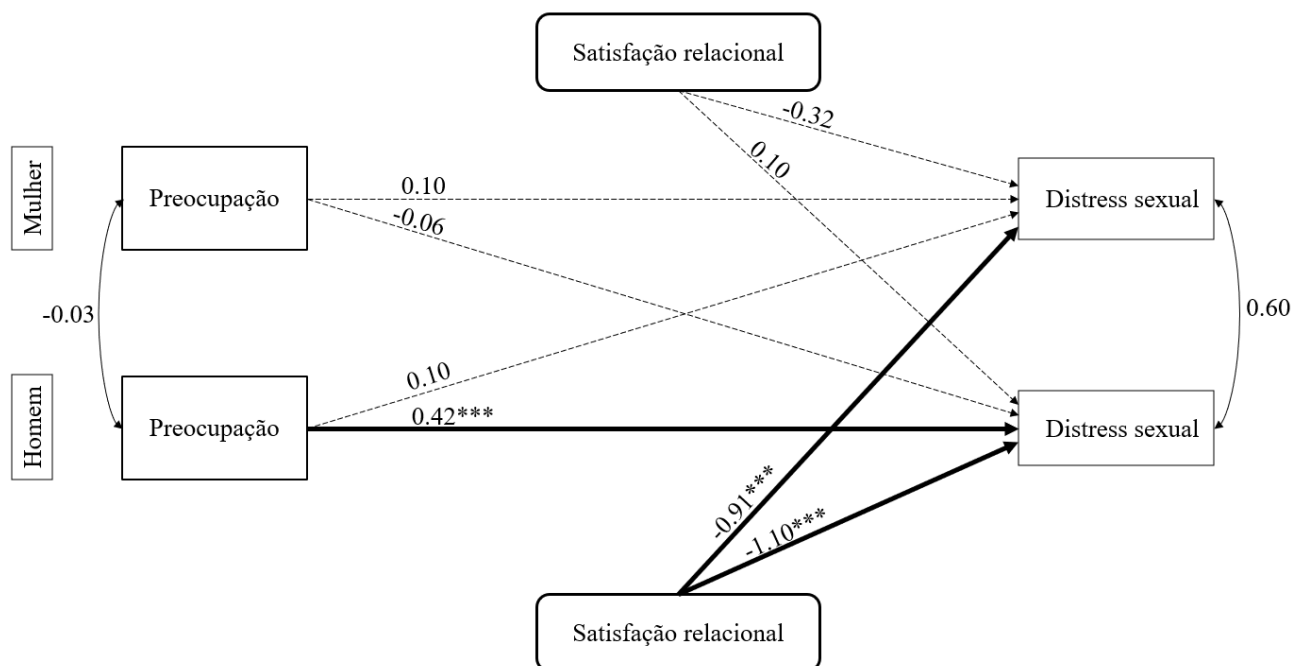 Satisfação relacional
-0.32
0.10
Mulher
Preocupação
0.10
-0.06
Distress sexual
-0.03
0.60
Homem
Preocupação
0.10
0.42***
Distress sexual
-0.91***
-1.10***
Satisfação relacional